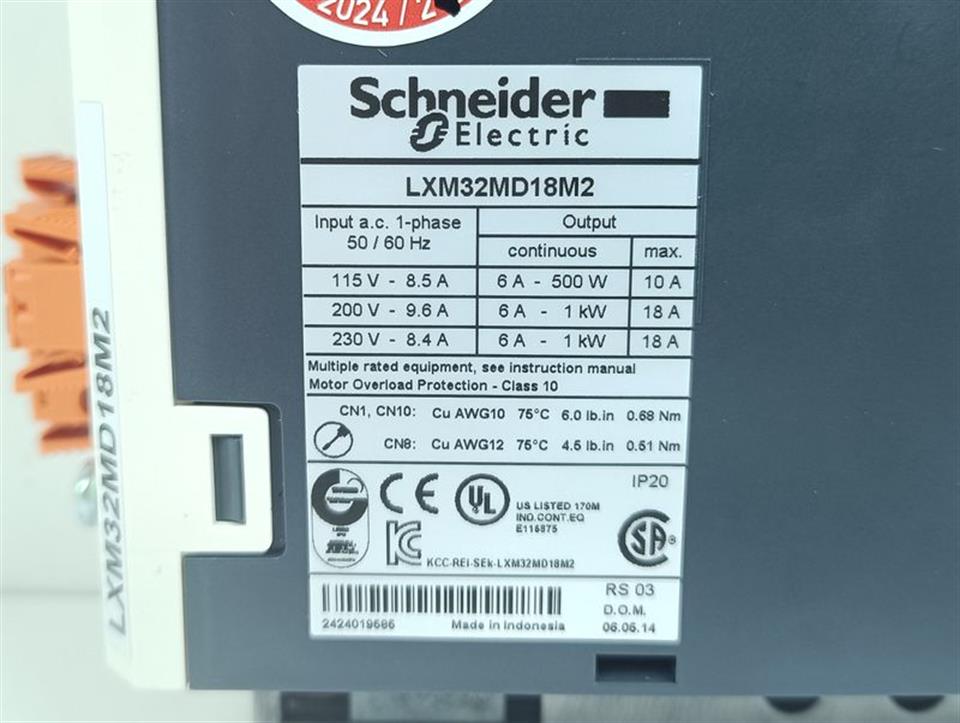 2024 / 2
Schneider
Electric
LXM32MD18M2
Input a.c. 1-phase
50 / 60 Hz
Output
continuous
max.
115 V - 8.5 A 6 A - 500 W 10 A
200 V - 9.6 A 6 A - 1 kW 18 A
230 V - 8.4 A 6 A - 1 kW 18 A
Multiple rated equipment, see instruction manual
Motor Overload Protection - Class 10
CN1, CN10: Cu AWG10 75°C 6.0 lb.in 0.68 Nm
CN8: Cu AWG12 75°C 4.5 lb.in 0.51 Nm
IP20
CE
UL
US LISTED 170M
IND.CONT.EQ
E116875
SA
KCC-REI-SEk-LXM32MD18M2
RS 03
D.O.M.
06.06.14
2424019686
Made in Indonesia
LXM32MD18M2